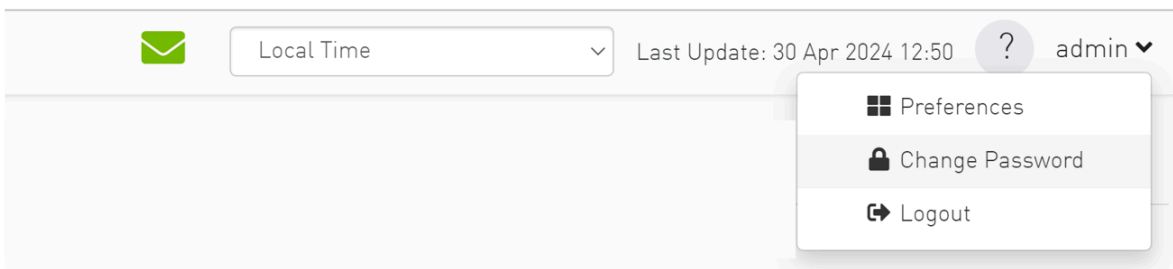 Local Time
Last Update: 30 Apr 2024 12:50
?
admin
Preferences
Change Password
Logout